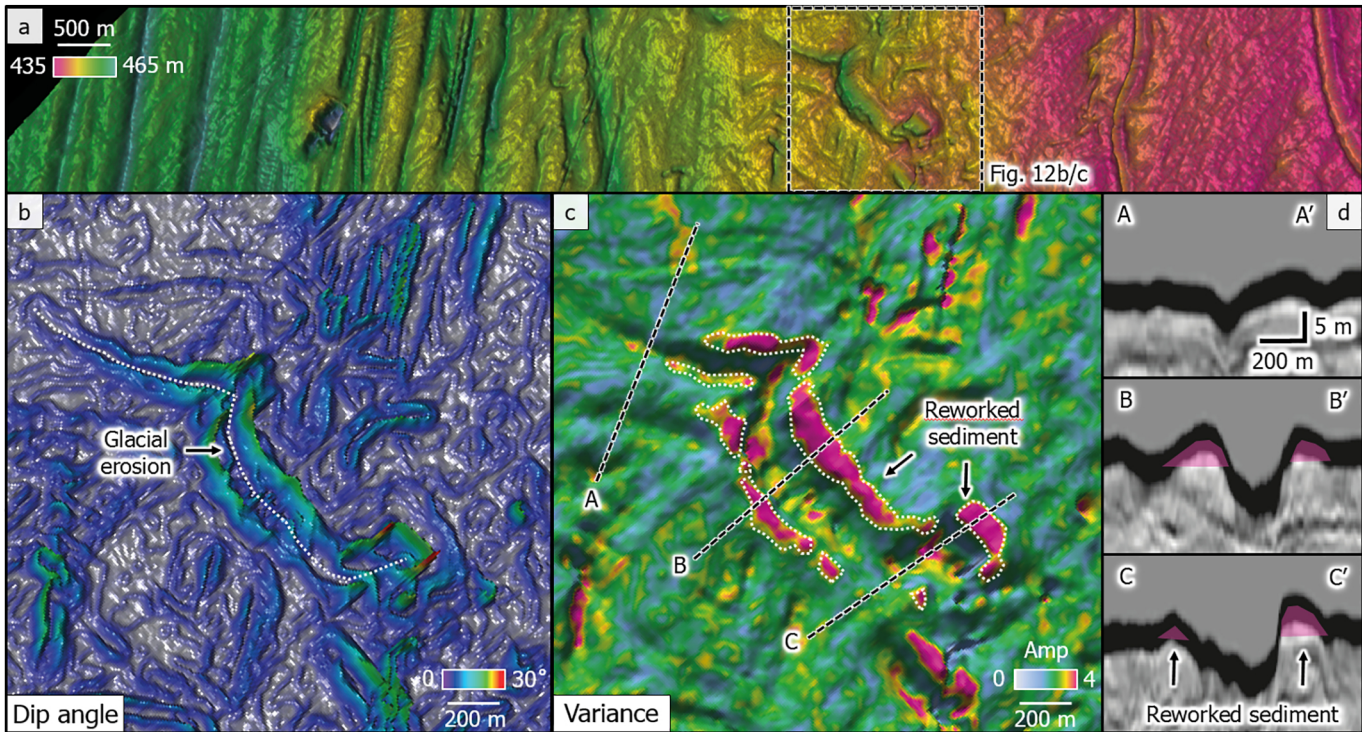 a
500 m
435
465 m
Fig. 12b/c
b
Glacial
erosion
0
30°
200 m
Dip angle
c
A
B
C
Reworked
sediment
Amp
0
4
200 m
Variance
d
A
A′
5 m
200 m
B
B′
C
C′
Reworked sediment